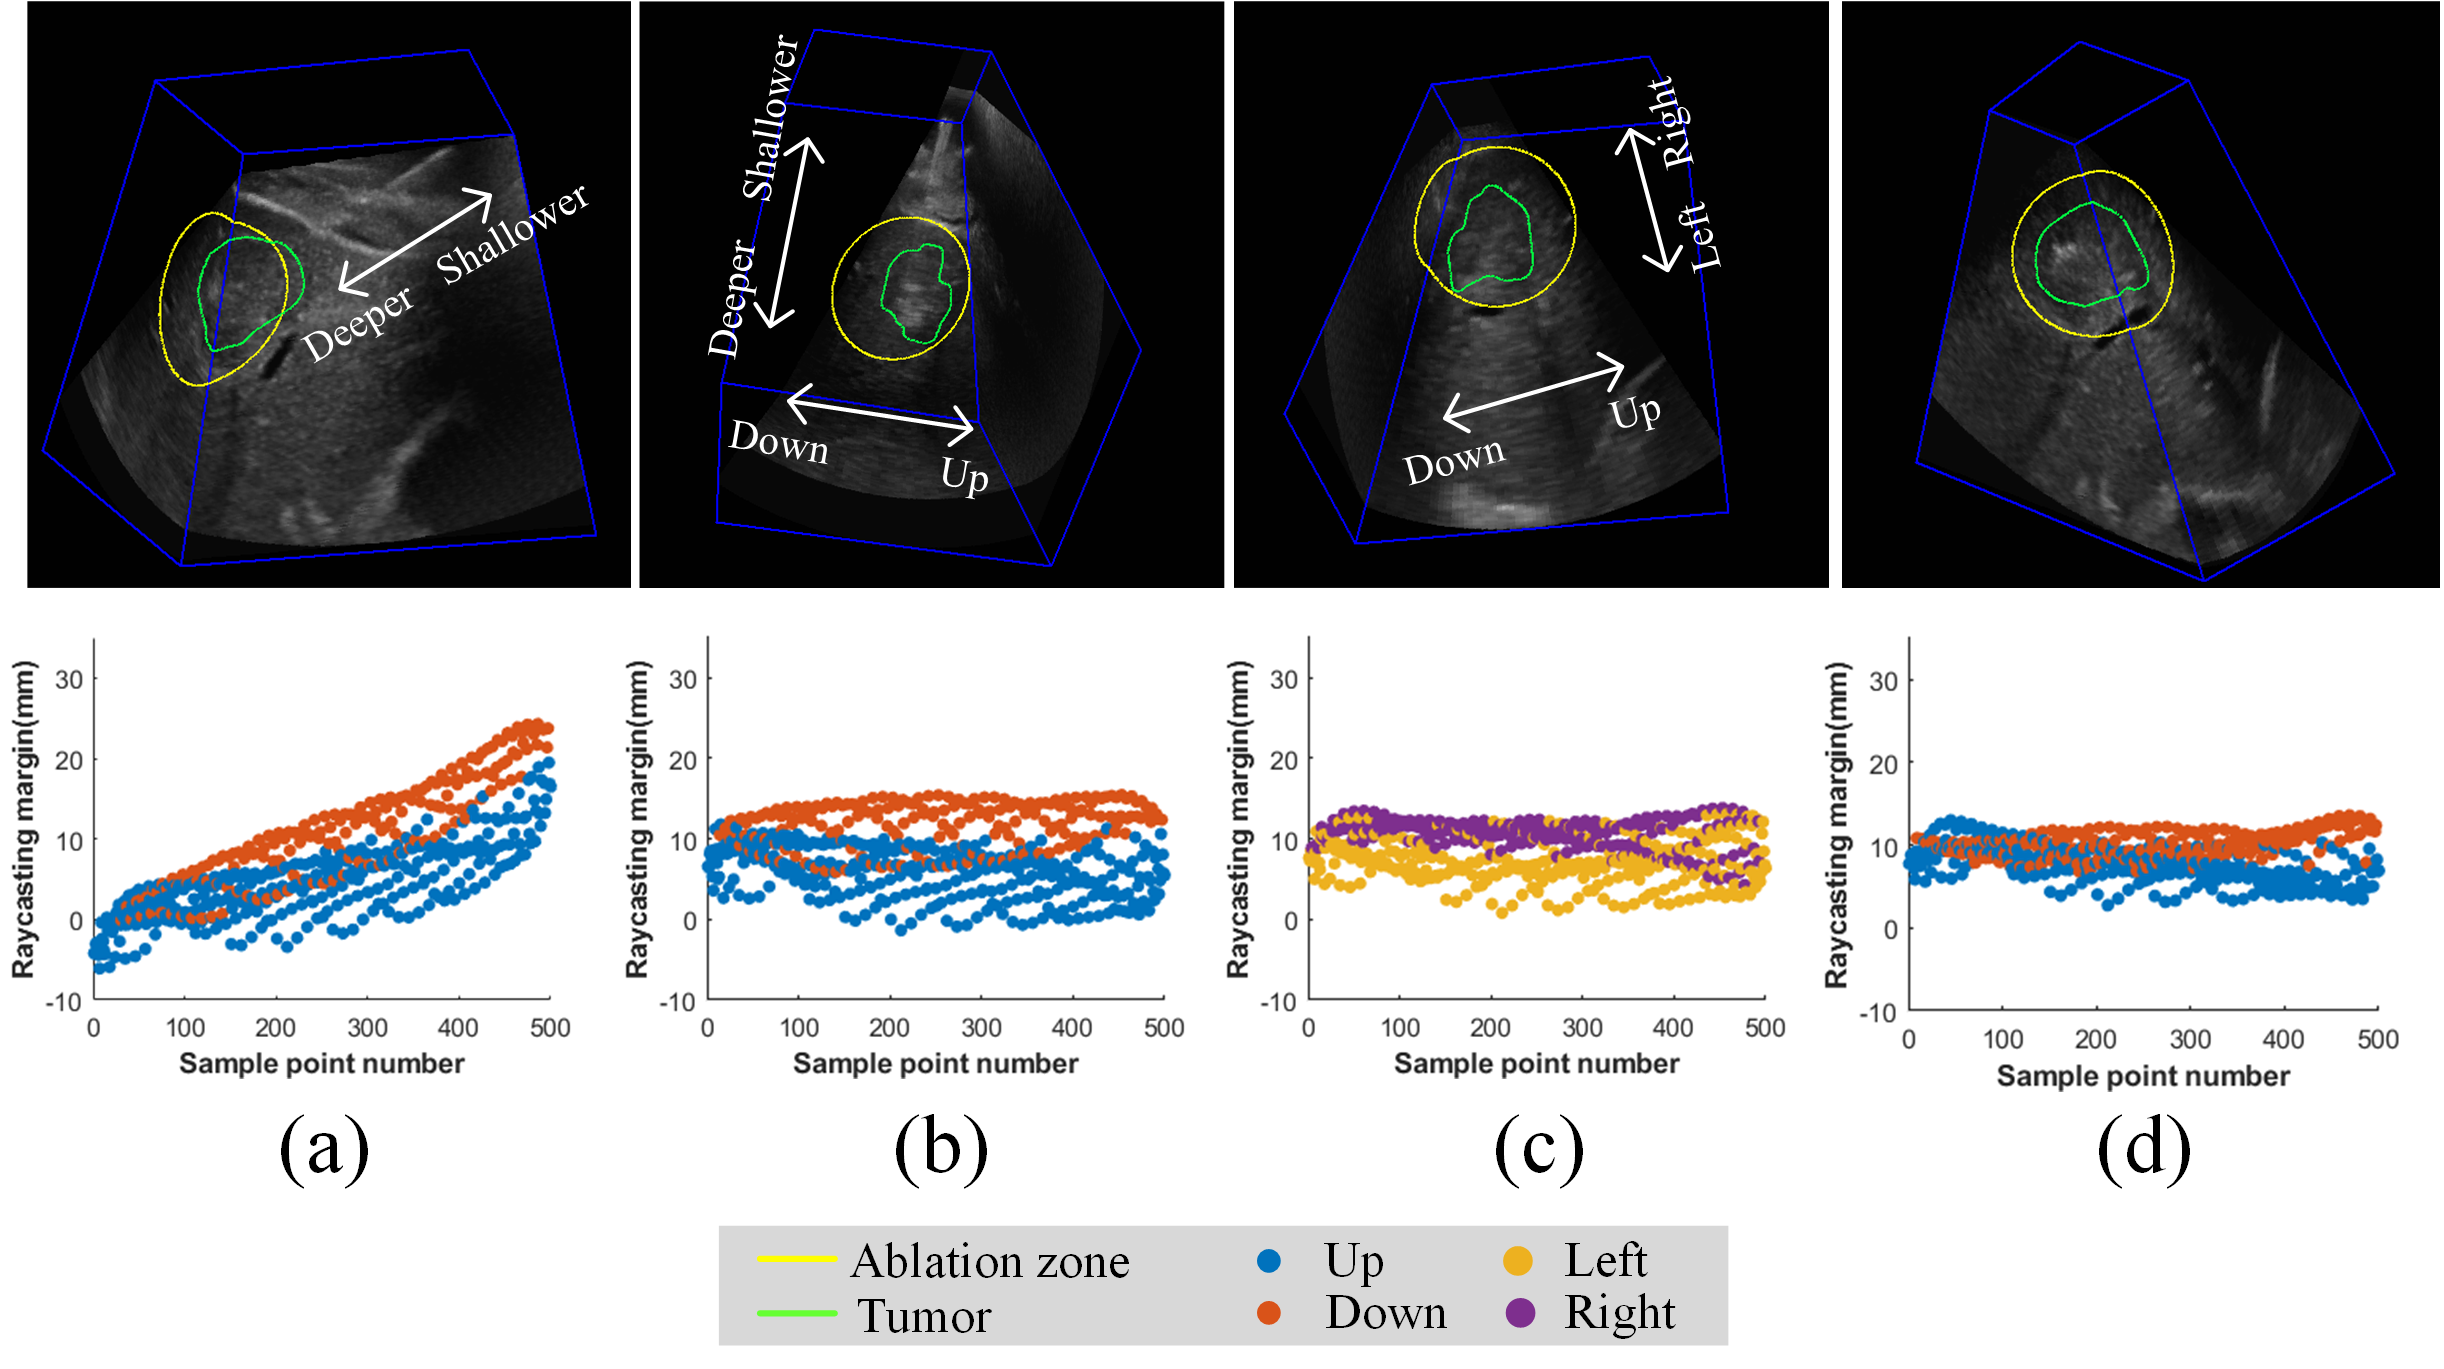 Shallower
Deeper
Shallower
Deeper
Down
Up
Right
Left
Up
Down
Raycasting margin(mm)
30
20
10
0
-10
0 100 200 300 400 500
Sample point number
Raycasting margin(mm)
30
20
10
0
-10
0 100 200 300 400 500
Sample point number
Raycasting margin(mm)
30
20
10
0
-10
0 100 200 300 400 500
Sample point number
Raycasting margin(mm)
30
20
10
0
-10
0 100 200 300 400 500
Sample point number
(a) (b) (c) (d)
Ablation zone Up Left
Tumor Down Right